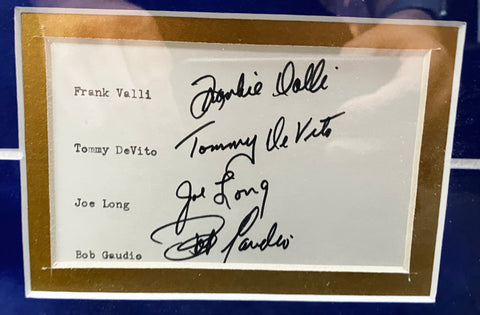 Frank Valli Frankie Valli
Tommy DeVito Tommy DeVito
Joe Long Joe Long
Bob Gaudio Bob Gaudio